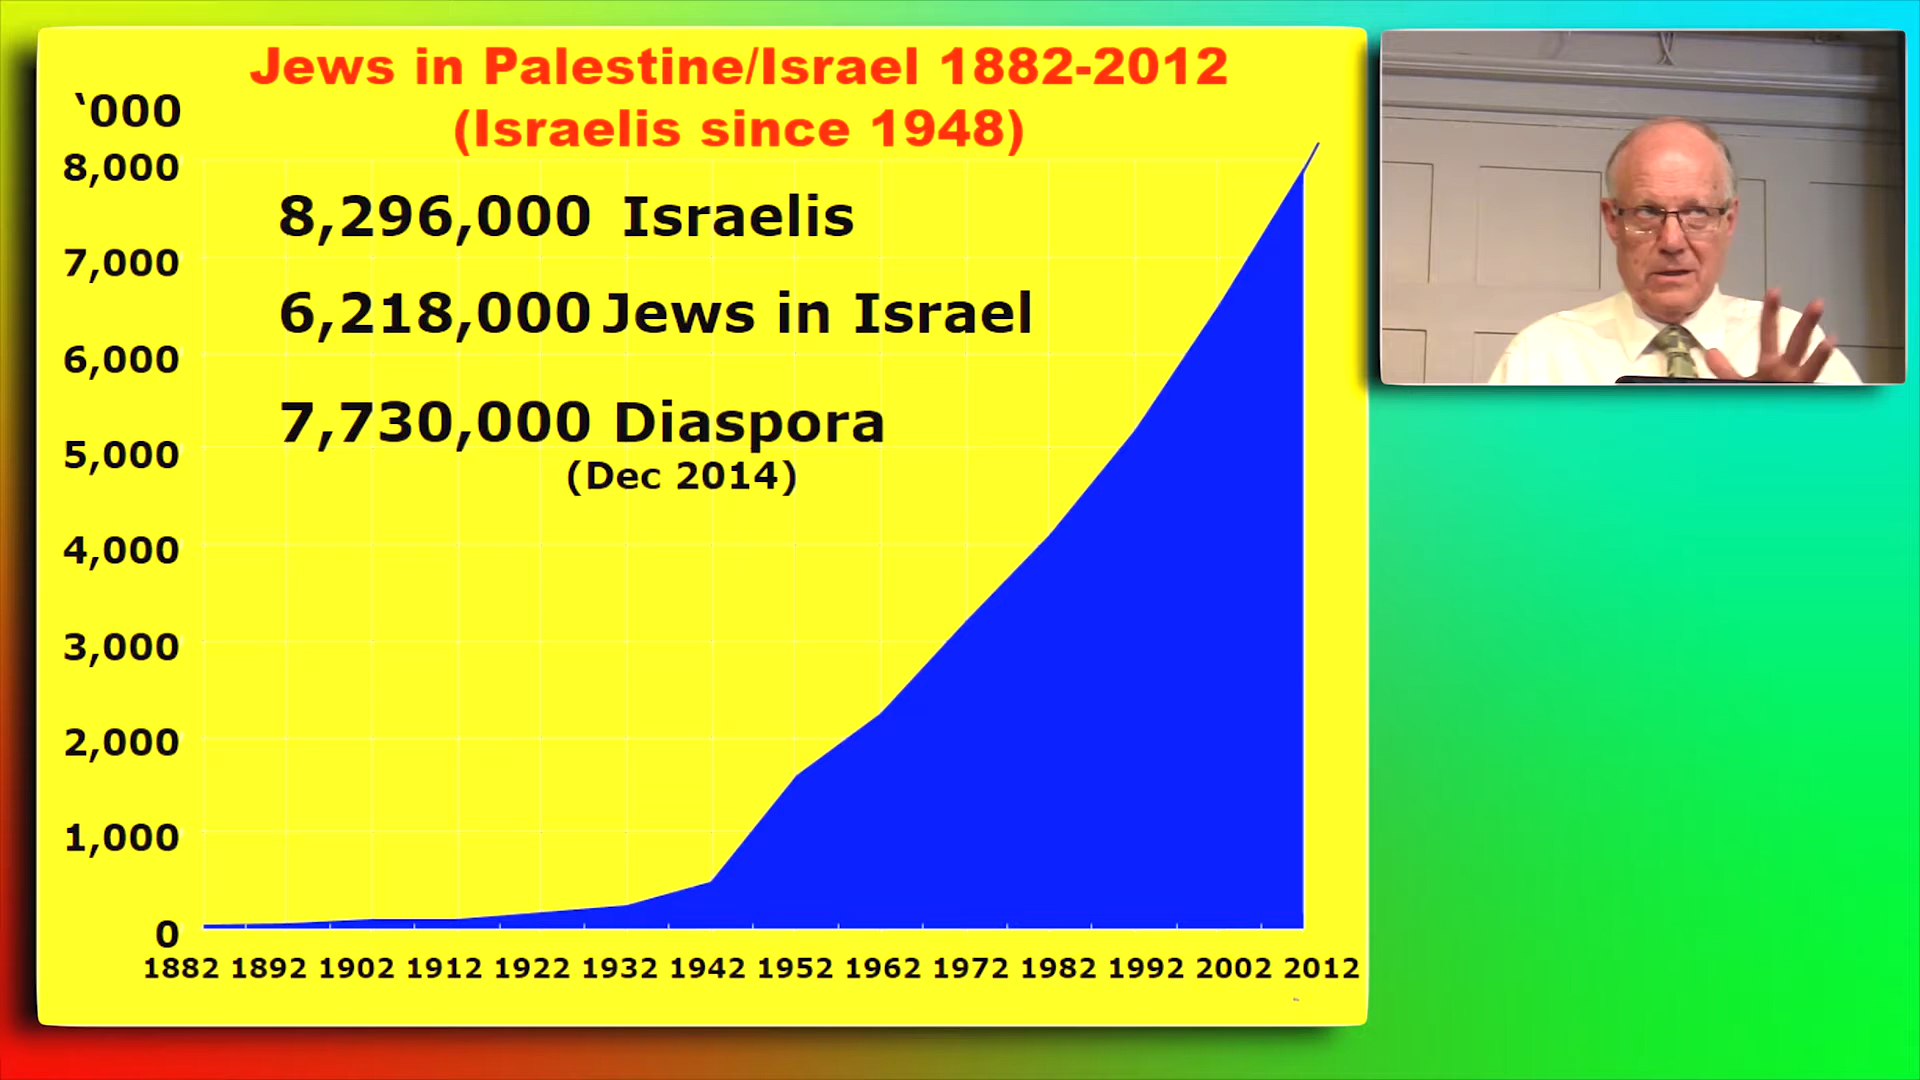 Jews in Palestine/Israel 1882-2012
(Israelis since 1948)
‘000
8,000
8,296,000 Israelis
7,000
6,218,000 Jews in Israel
6,000
7,730,000 Diaspora
5,000
(Dec 2014)
4,000
3,000
2,000
1,000
0
1882 1892 1902 1912 1922 1932 1942 1952 1962 1972 1982 1992 2002 2012